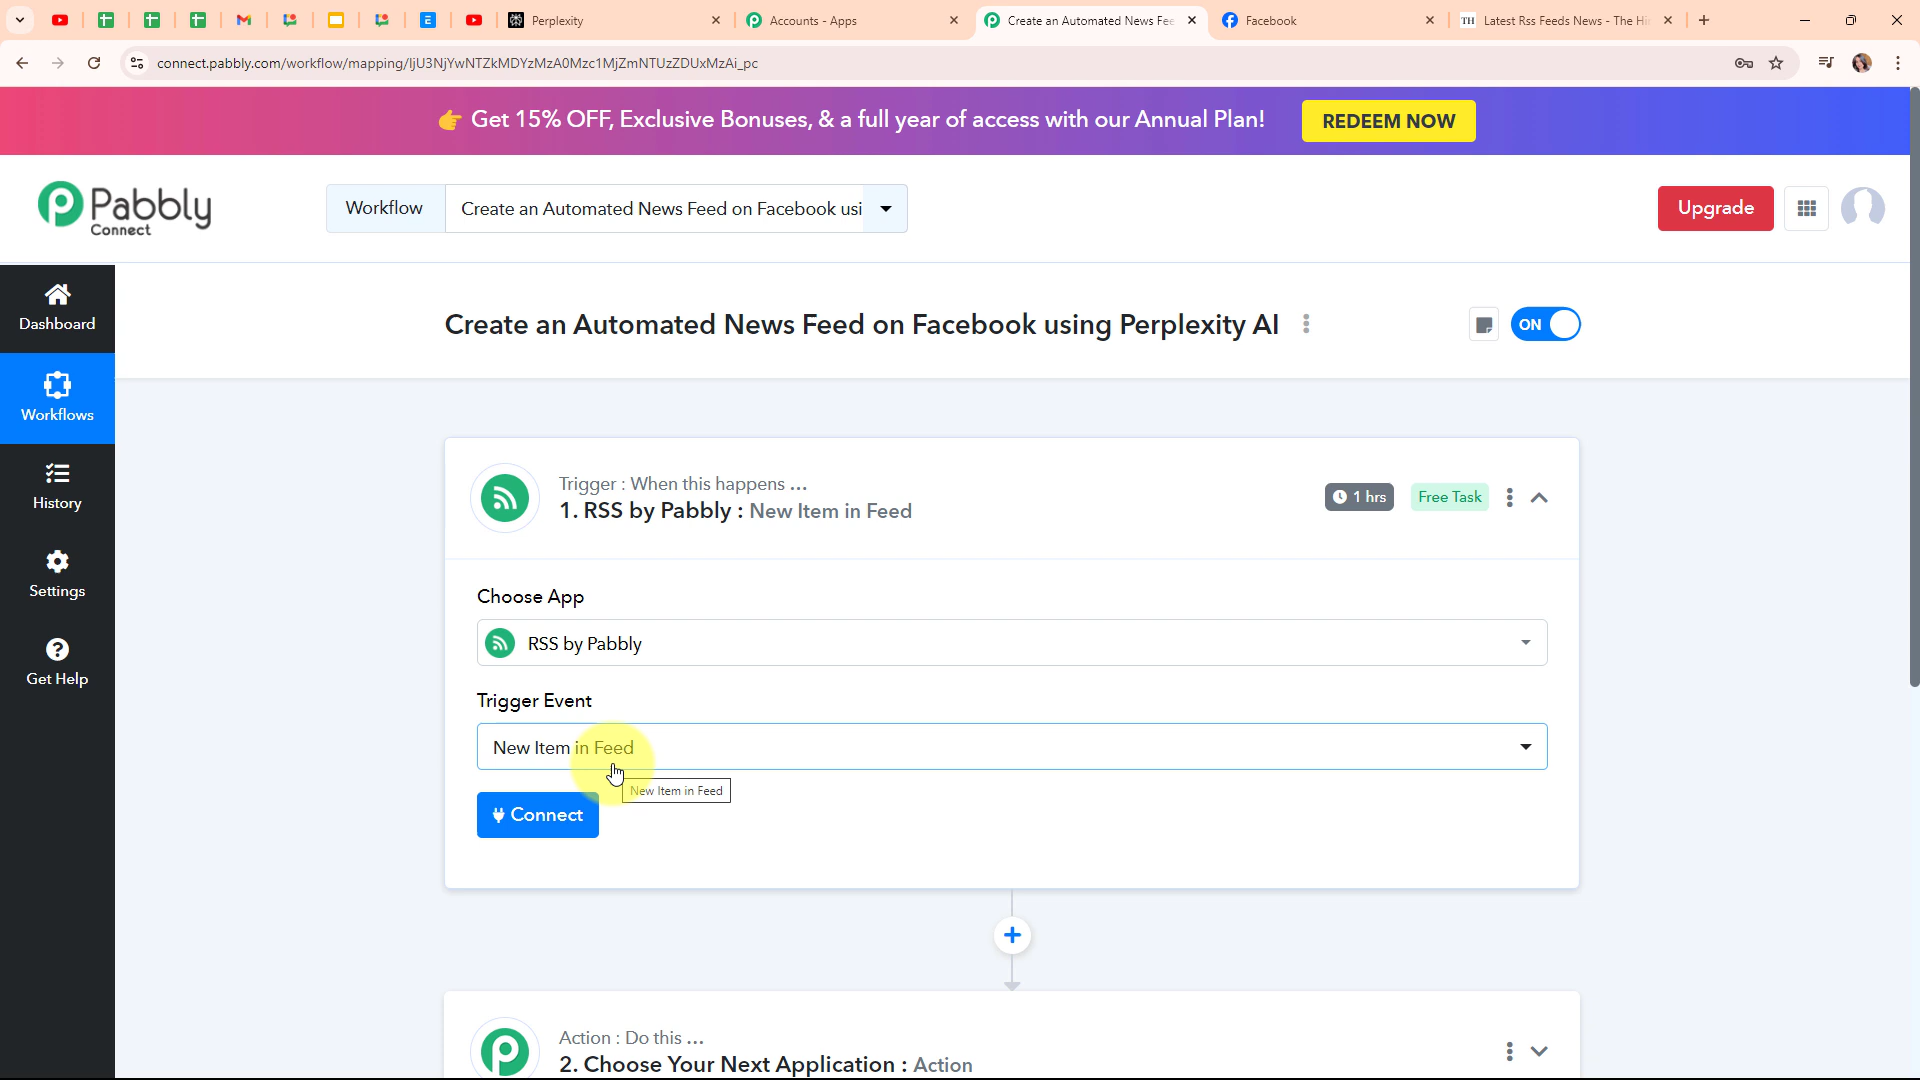 Perplexity
Accounts - Apps
Create an Automated News Fee
Facebook
TH Latest Rss Feeds News - The Hi
connect.pabbly.com/workflow/mapping/IjU3NjYwNTZkMDYzMzA0Mzc1MjZmNTUzZDUxMzAi_pc
👉 Get 15% OFF, Exclusive Bonuses, & a full year of access with our Annual Plan!
REDEEM NOW
Pabbly
Connect
Workflow
Create an Automated News Feed on Facebook usi
Upgrade
Dashboard
Workflows
History
Settings
Get Help
Create an Automated News Feed on Facebook using Perplexity AI
ON
Trigger : When this happens ...
1. RSS by Pabbly : New Item in Feed
1 hrs
Free Task
Choose App
RSS by Pabbly
Trigger Event
New Item in Feed
New Item in Feed
Connect
Action : Do this ...
2. Choose Your Next Application : Action